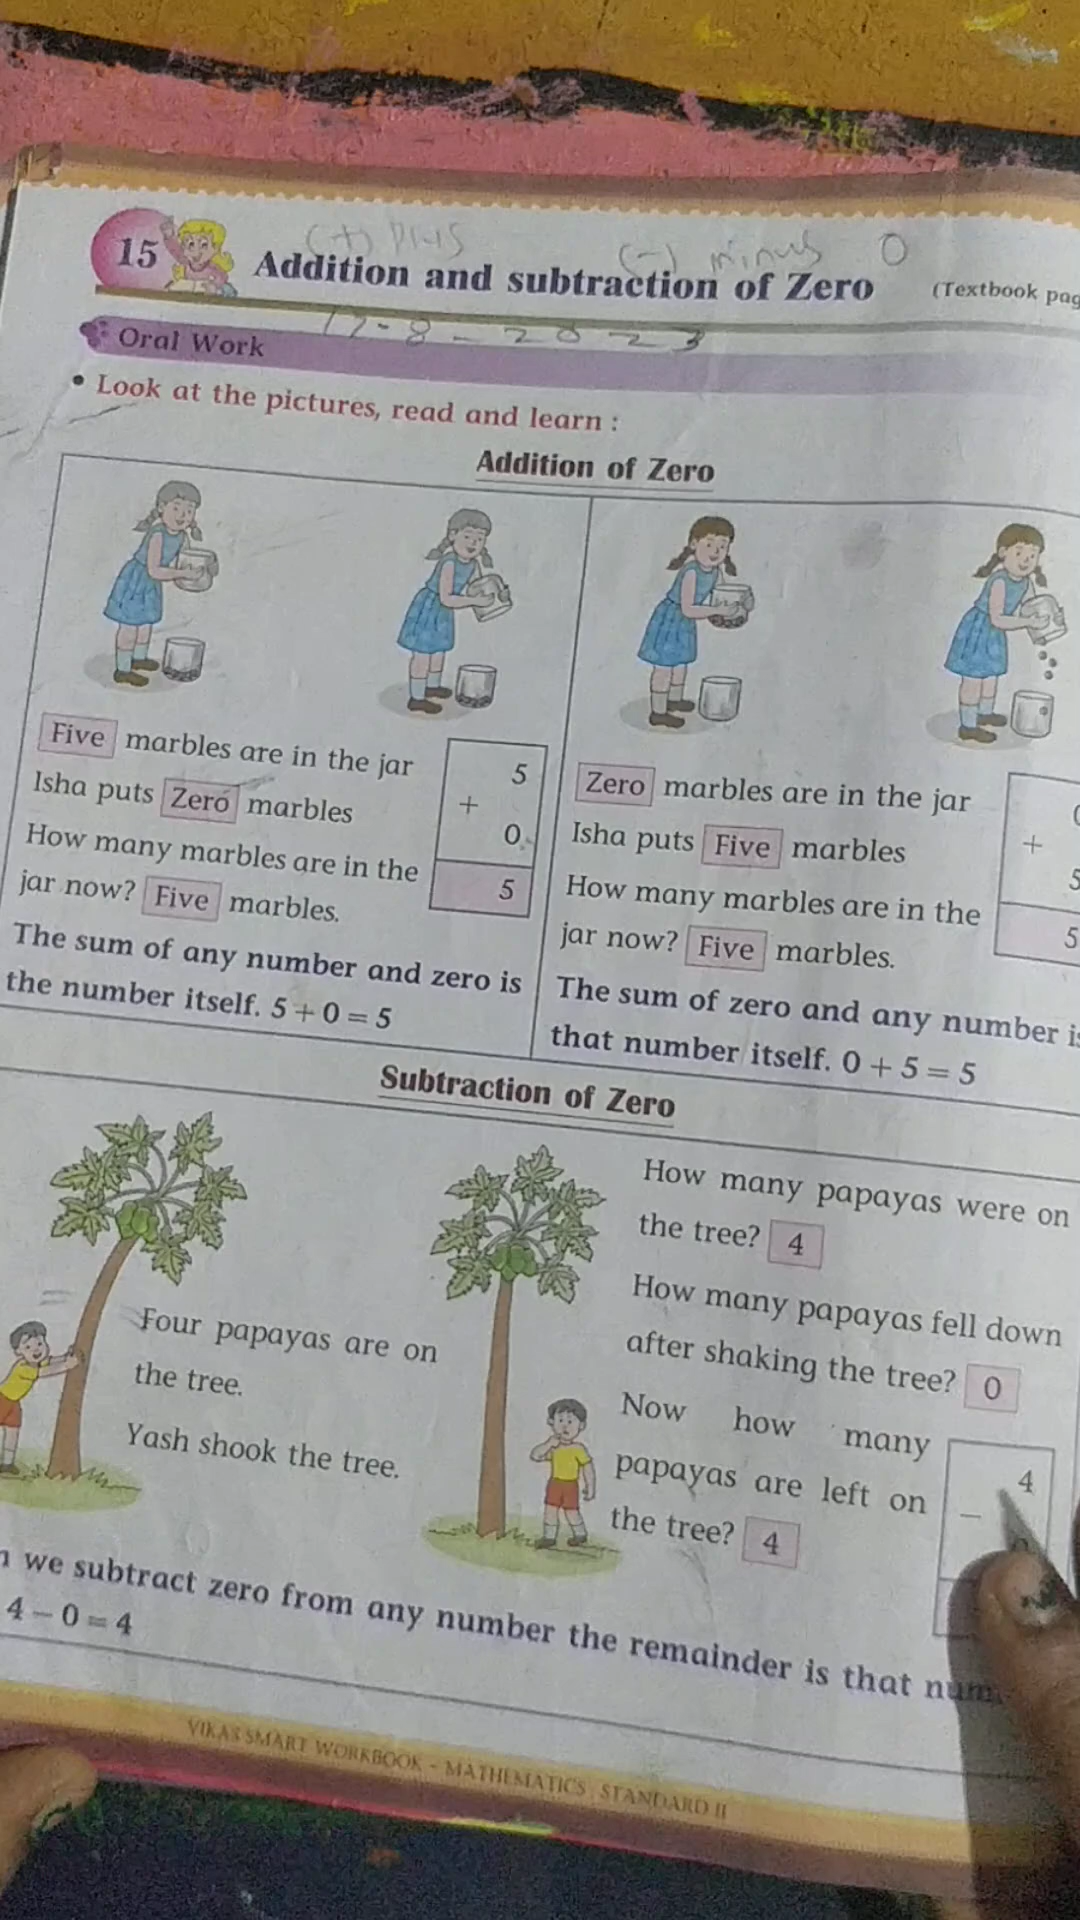 (+) Plus (-) minus 0
15 Addition and subtraction of Zero (Textbook pag
17-8-2023
Oral Work
• Look at the pictures, read and learn :
Addition of Zero
Five marbles are in the jar
Isha puts Zero marbles
How many marbles are in the
jar now? Five marbles.
5
+
0
5
The sum of any number and zero is
the number itself. 5 + 0 = 5
Zero marbles are in the jar
Isha puts Five marbles
How many marbles are in the
jar now? Five marbles.
+
5
5
The sum of zero and any number is
that number itself. 0 + 5 = 5
Subtraction of Zero
Four papayas are on
the tree.
Yash shook the tree.
How many papayas were on
the tree? 4
How many papayas fell down
after shaking the tree? 0
Now how many
papayas are left on
the tree? 4
4
−
we subtract zero from any number the remainder is that num
4 − 0 = 4
VIKAS SMART WORKBOOK - MATHEMATICS : STANDARD II